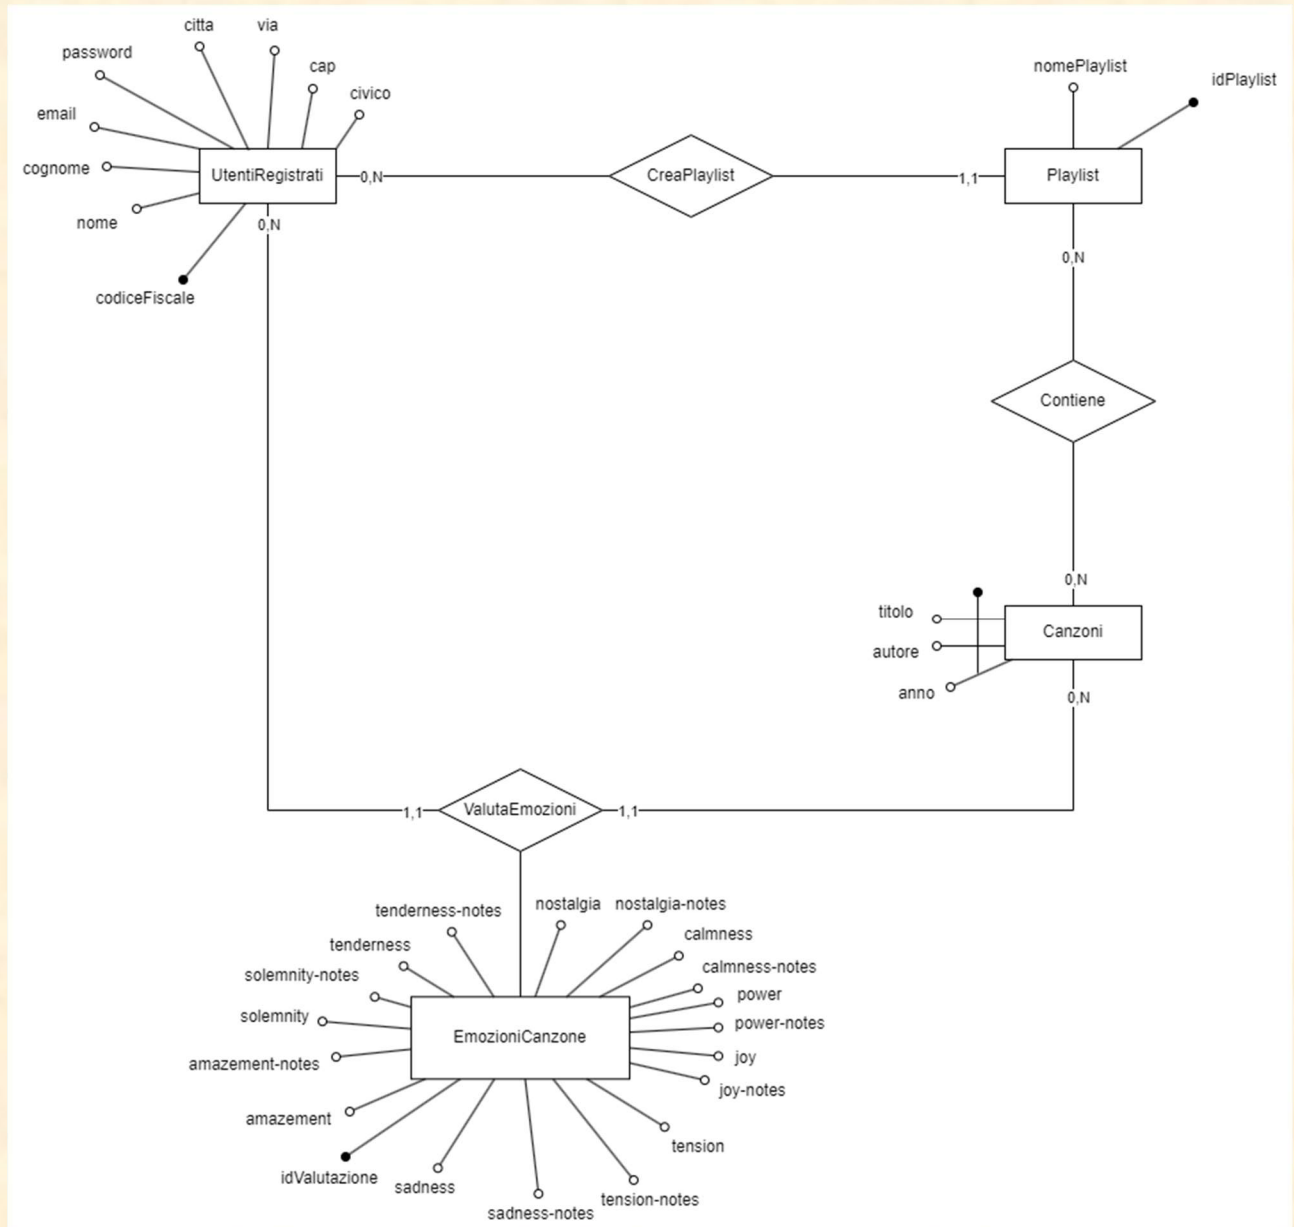 citta
via
password
cap
civico
email
cognome
nome
codiceFiscale
UtentiRegistrati
0,N
0,N
CreaPlaylist
1,1
nomePlaylist
idPlaylist
Playlist
0,N
Contiene
0,N
titolo
autore
anno
Canzoni
0,N
1,1
ValutaEmozioni
1,1
tenderness-notes
nostalgia
nostalgia-notes
tenderness
calmness
solemnity-notes
calmness-notes
solemnity
power
power-notes
EmozioniCanzone
amazement-notes
joy
joy-notes
amazement
tension
idValutazione
sadness
tension-notes
sadness-notes